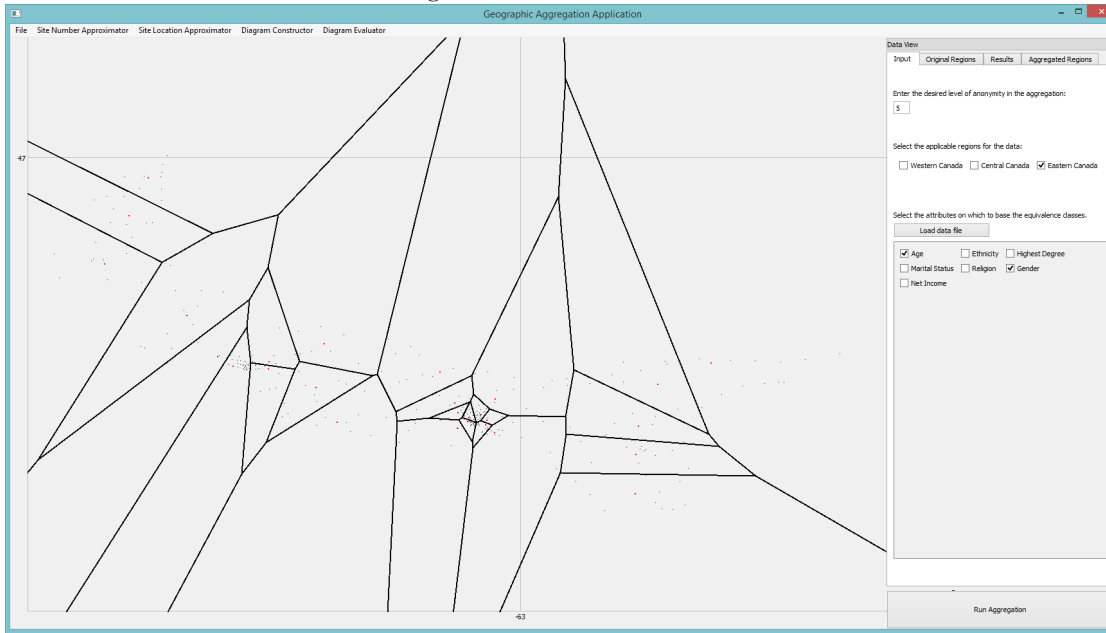 Geographic Aggregation Application
File Site Number Approximator Site Location Approximator Diagram Constructor Diagram Evaluator
Data View
Input Original Regions Results Aggregated Regions
Enter the desired level of anonymity in the aggregation:
5
47
Select the applicable regions for the data:
Western Canada Central Canada Eastern Canada
Select the attributes on which to base the equivalence classes.
Load data file
Age Ethnicity Highest Degree
Marital Status Religion Gender
Net Income
Run Aggregation
-63